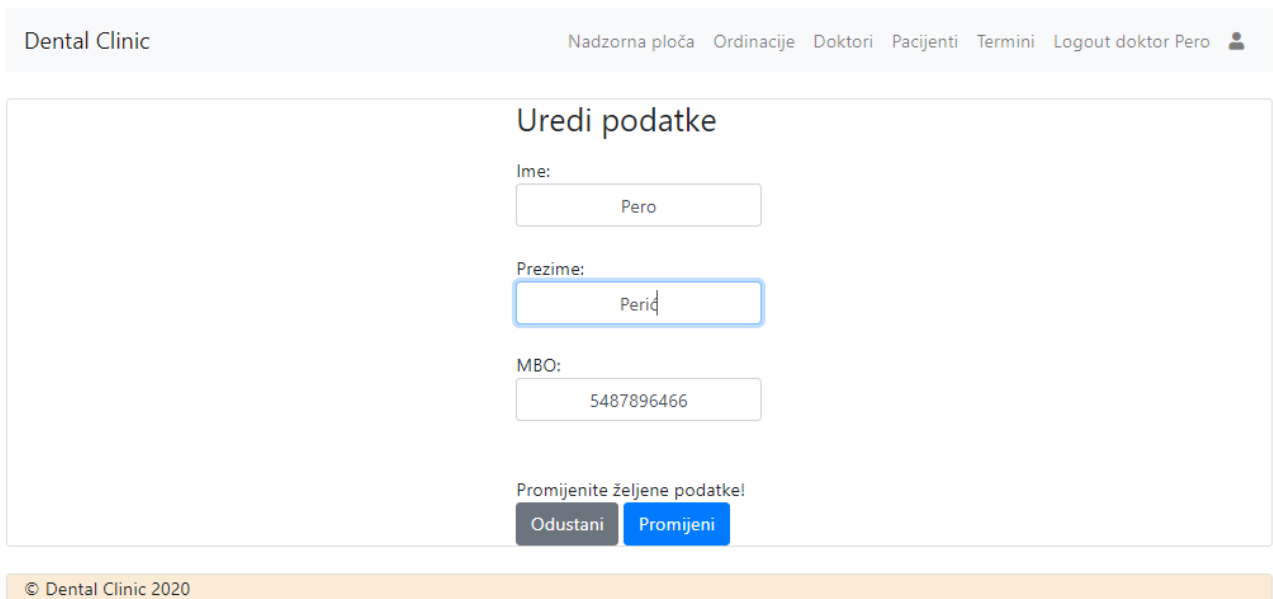 Dental Clinic Nadzorna ploča Ordinacije Doktori Pacijenti Termini Logout doktor Pero
Uredi podatke
Ime:
Pero
Prezime:
Perić
MBO:
5487896466
Promijenite željene podatke!
Odustani Promijeni
© Dental Clinic 2020